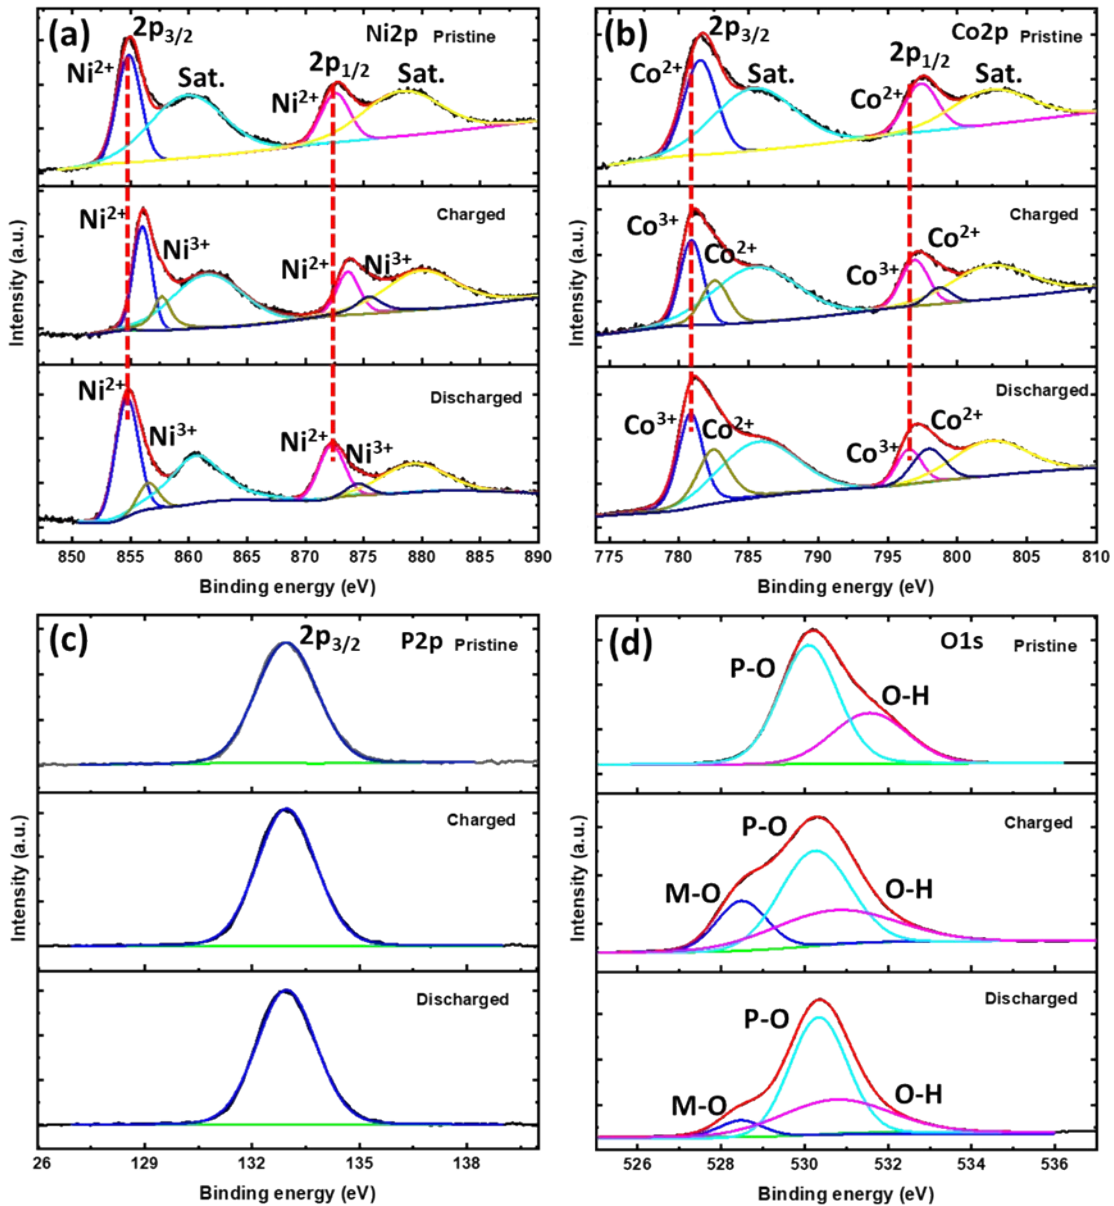 (a)
2p3/2
Ni2p Pristine
Ni2+
Sat.
2p1/2
Sat.
Ni2+
Charged
Ni2+
Ni3+
Ni2+
Ni3+
Discharged
Ni2+
Ni3+
Ni2+
Ni3+
Intensity (a.u.)
850 855 860 865 870 875 880 885 890
Binding energy (eV)
(b)
2p3/2
Co2p Pristine
Co2+
Sat.
2p1/2
Sat.
Co2+
Charged
Co3+
Co2+
Co3+
Co2+
Discharged
Co3+
Co2+
Co3+
Co2+
Intensity (a.u.)
775 780 785 790 795 800 805 810
Binding energy (eV)
(c)
2p3/2
P2p Pristine
Charged
Discharged
Intensity (a.u.)
26 129 132 135 138
Binding energy (eV)
(d)
O1s Pristine
P-O
O-H
Charged
P-O
M-O
O-H
Discharged
P-O
M-O
O-H
Intensity (a.u.)
526 528 530 532 534 536
Binding energy (eV)